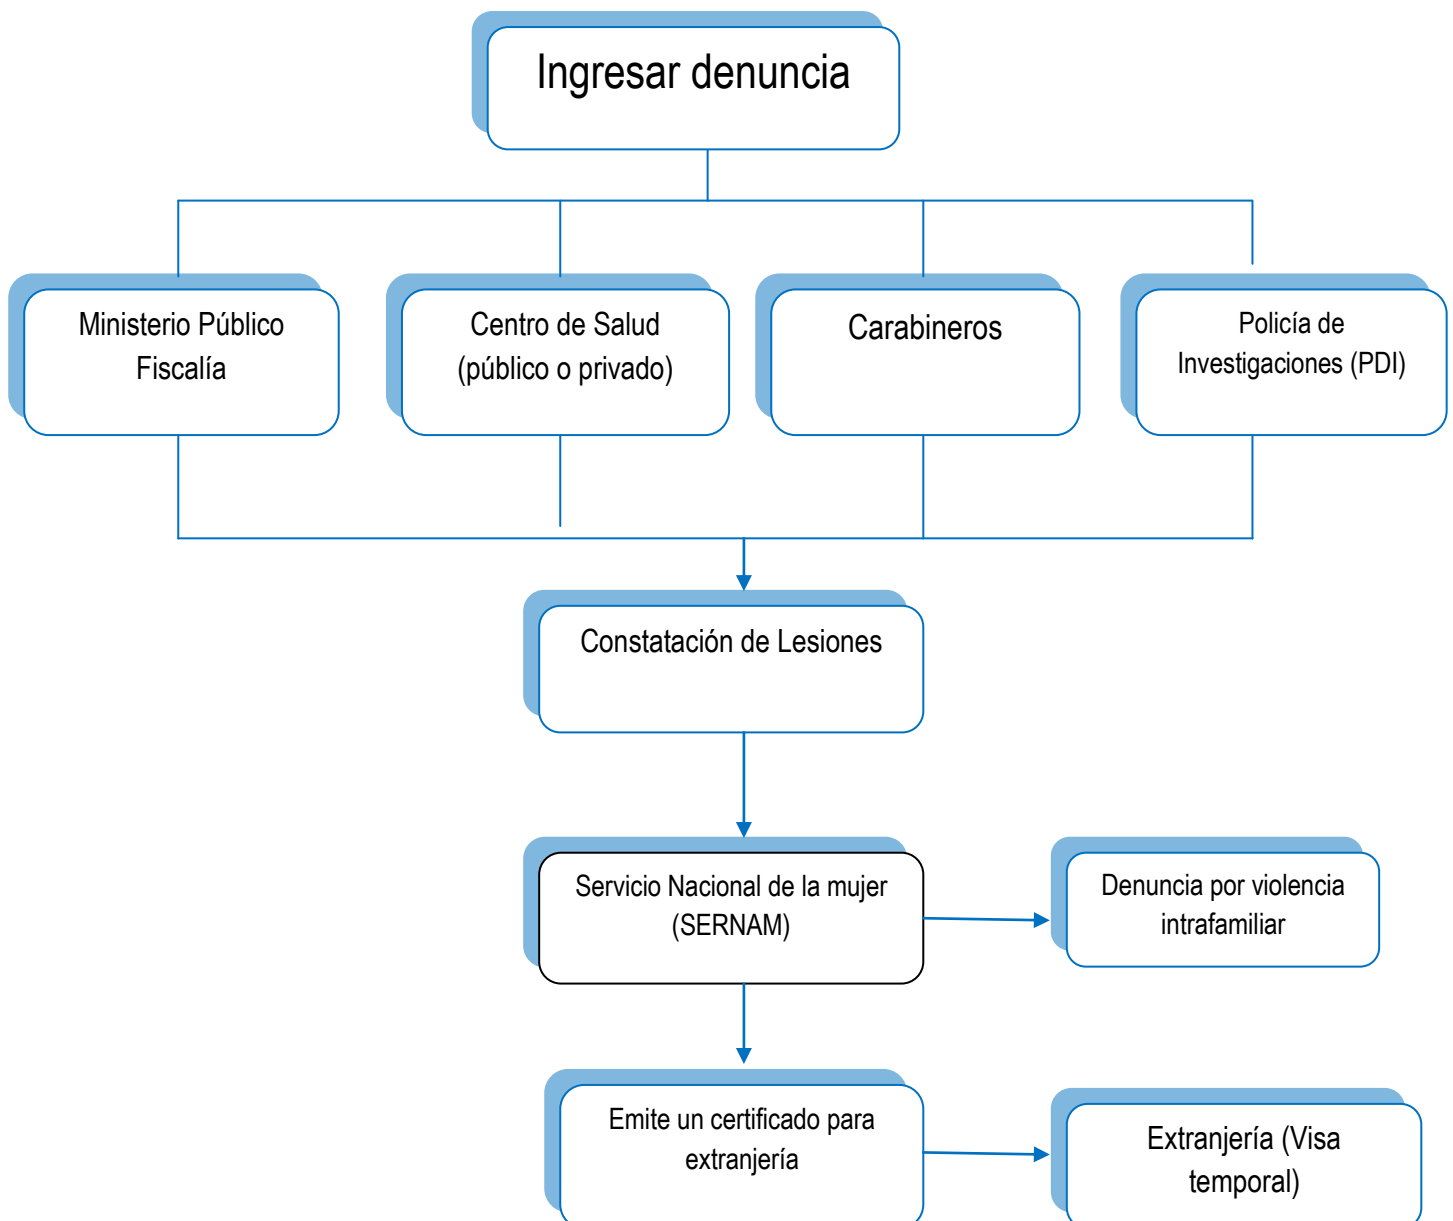 Ingresar denuncia
Ministerio Público
Fiscalía
Centro de Salud
(público o privado)
Carabineros
Policía de
Investigaciones (PDI)
Constatación de Lesiones
Servicio Nacional de la mujer
(SERNAM)
Denuncia por violencia
intrafamiliar
Emite un certificado para
extranjería
Extranjería (Visa
temporal)